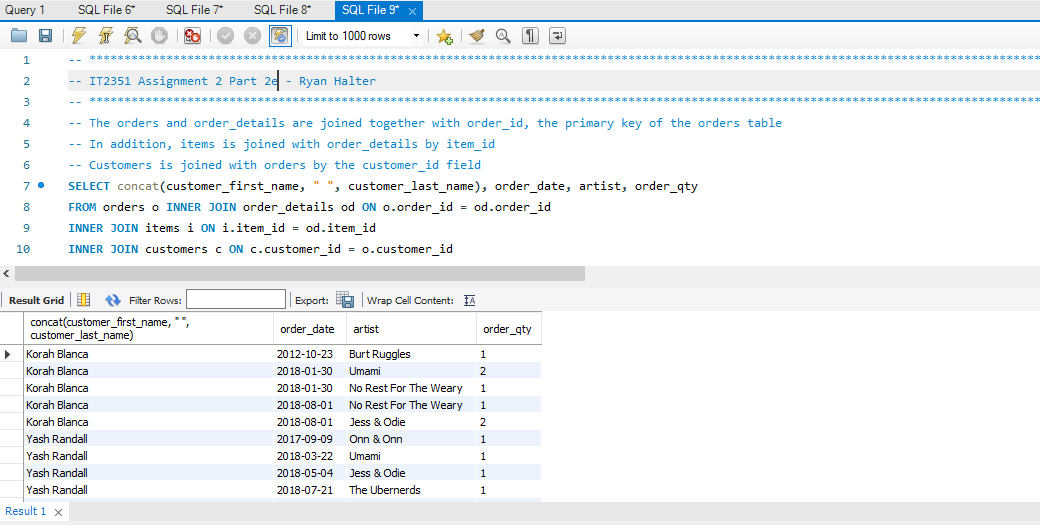 Query 1 SQL File 6* SQL File 7* SQL File 8* SQL File 9* ×
Limit to 1000 rows
1 -- ****************************************************************************************************************************************
2 -- IT2351 Assignment 2 Part 2e - Ryan Halter
3 -- ****************************************************************************************************************************************
4 -- The orders and order_details are joined together with order_id, the primary key of the orders table
5 -- In addition, items is joined with order_details by item_id
6 -- Customers is joined with orders by the customer_id field
7 SELECT concat(customer_first_name, " ", customer_last_name), order_date, artist, order_qty
8 FROM orders o INNER JOIN order_details od ON o.order_id = od.order_id
9 INNER JOIN items i ON i.item_id = od.item_id
10 INNER JOIN customers c ON c.customer_id = o.customer_id
Result Grid Filter Rows: Export: Wrap Cell Content: IA
concat(customer_first_name, " ",
customer_last_name) order_date artist order_qty
Korah Blanca 2012-10-23 Burt Ruggles 1
Korah Blanca 2018-01-30 Umami 2
Korah Blanca 2018-01-30 No Rest For The Weary 1
Korah Blanca 2018-08-01 No Rest For The Weary 1
Korah Blanca 2018-08-01 Jess & Odie 2
Yash Randall 2017-09-09 Onn & Onn 1
Yash Randall 2018-03-22 Umami 1
Yash Randall 2018-05-04 Jess & Odie 1
Yash Randall 2018-07-21 The Ubernerds 1
Result 1 ×